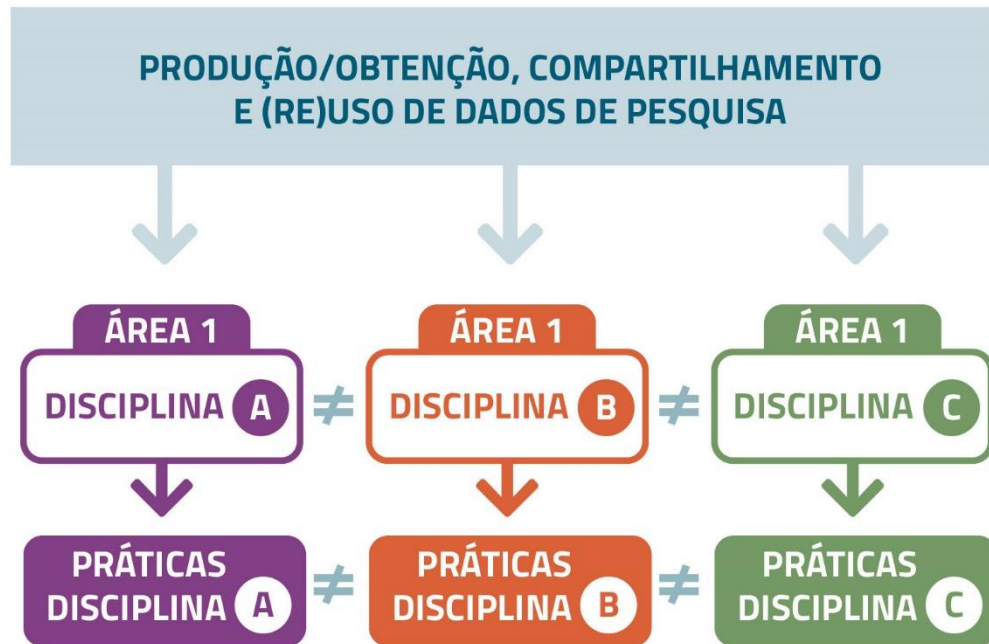 PRODUÇÃO/OBTENÇÃO, COMPARTILHAMENTO
E (RE)USO DE DADOS DE PESQUISA
ÁREA 1
ÁREA 1
ÁREA 1
DISCIPLINA A ≠ DISCIPLINA B ≠ DISCIPLINA C
PRÁTICAS
DISCIPLINA A
≠
PRÁTICAS
DISCIPLINA B
≠
PRÁTICAS
DISCIPLINA C